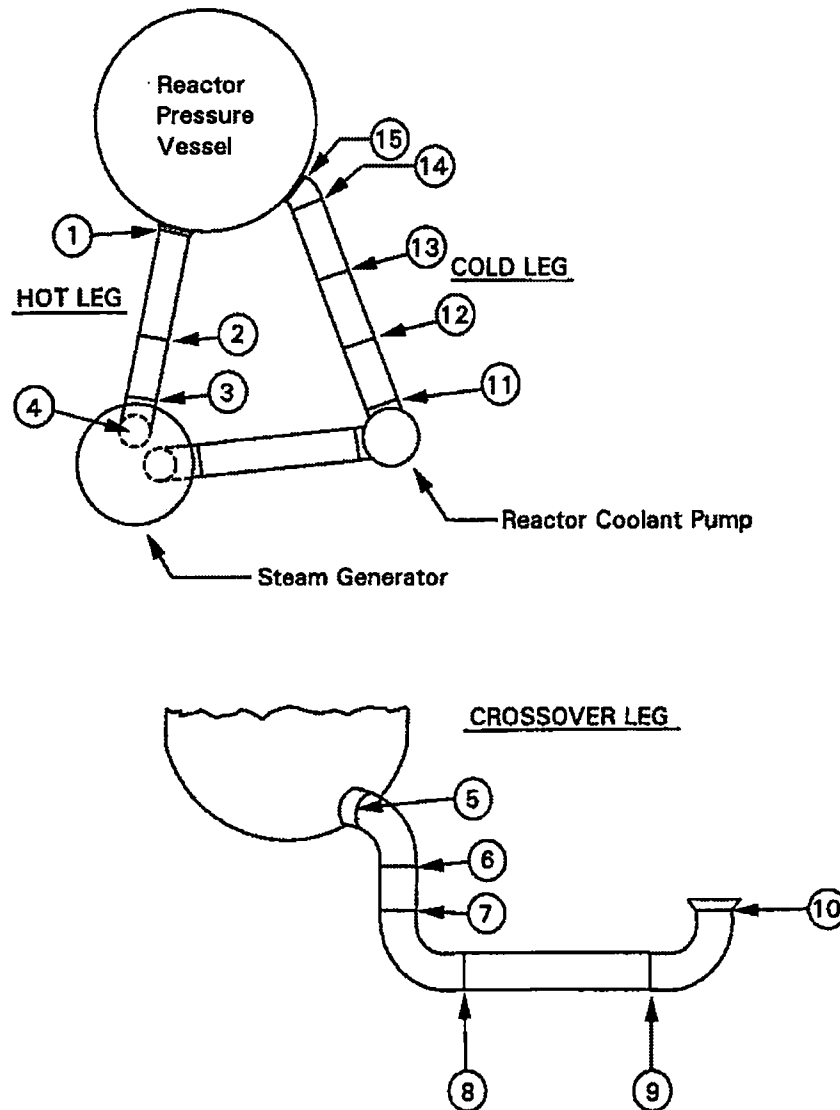 Reactor
Pressure
Vessel
15
14
1
13
COLD LEG
HOT LEG
12
2
11
3
4
Reactor Coolant Pump
Steam Generator
CROSSOVER LEG
5
6
7
10
8
9